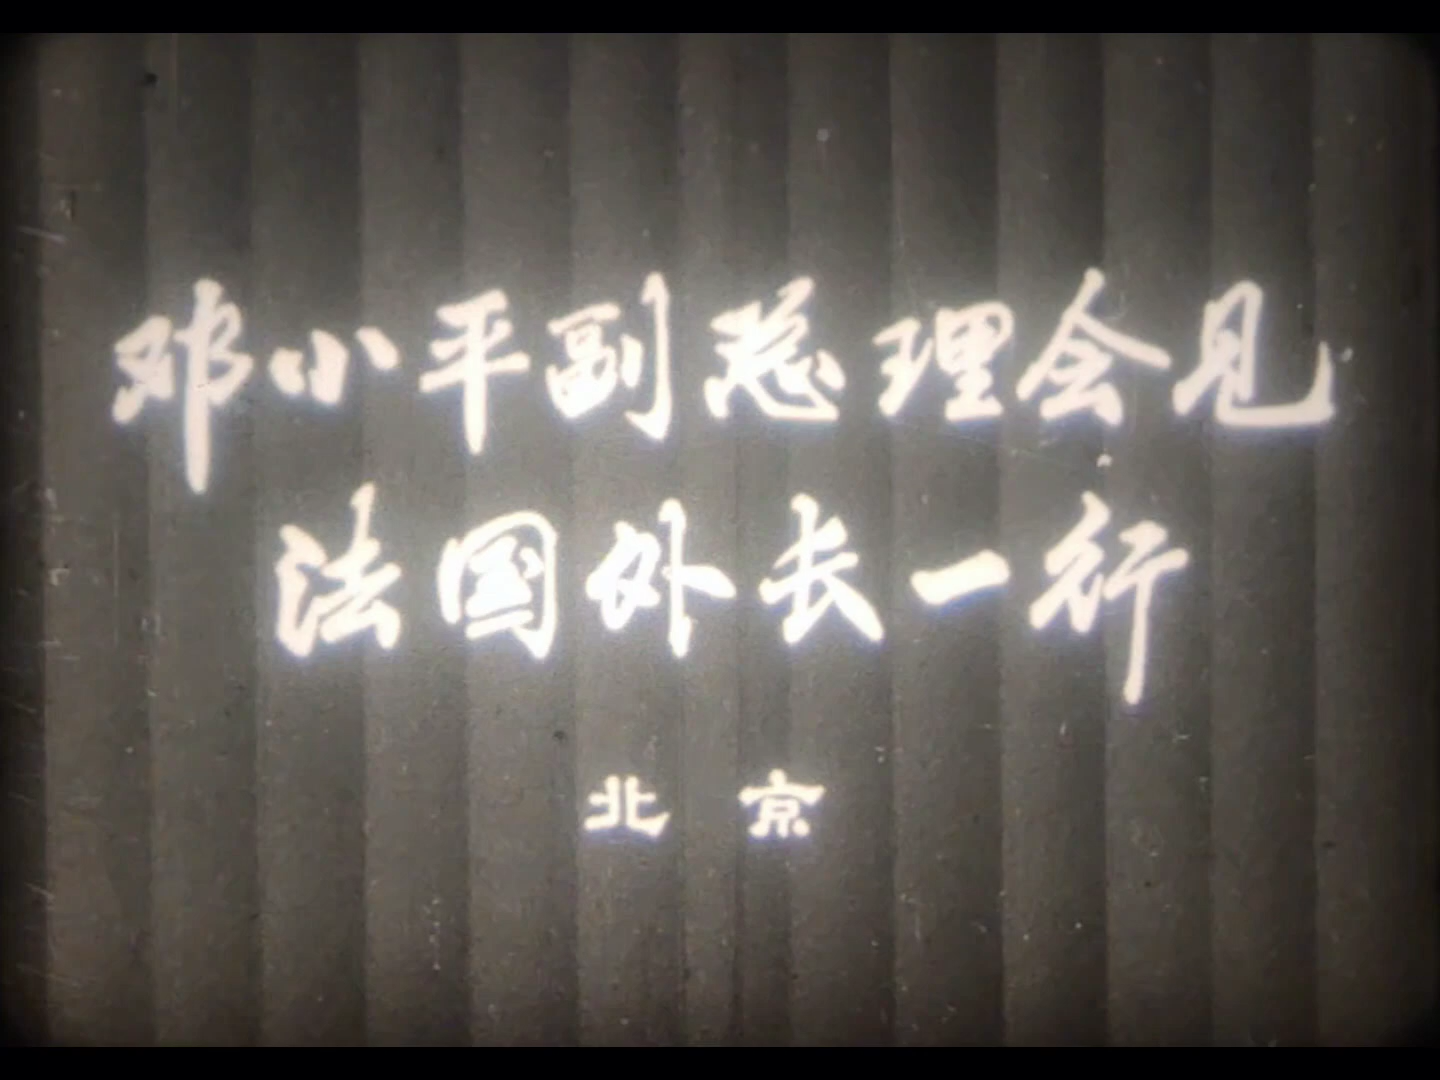 邓小平副总理会见
法国外长一行
北京